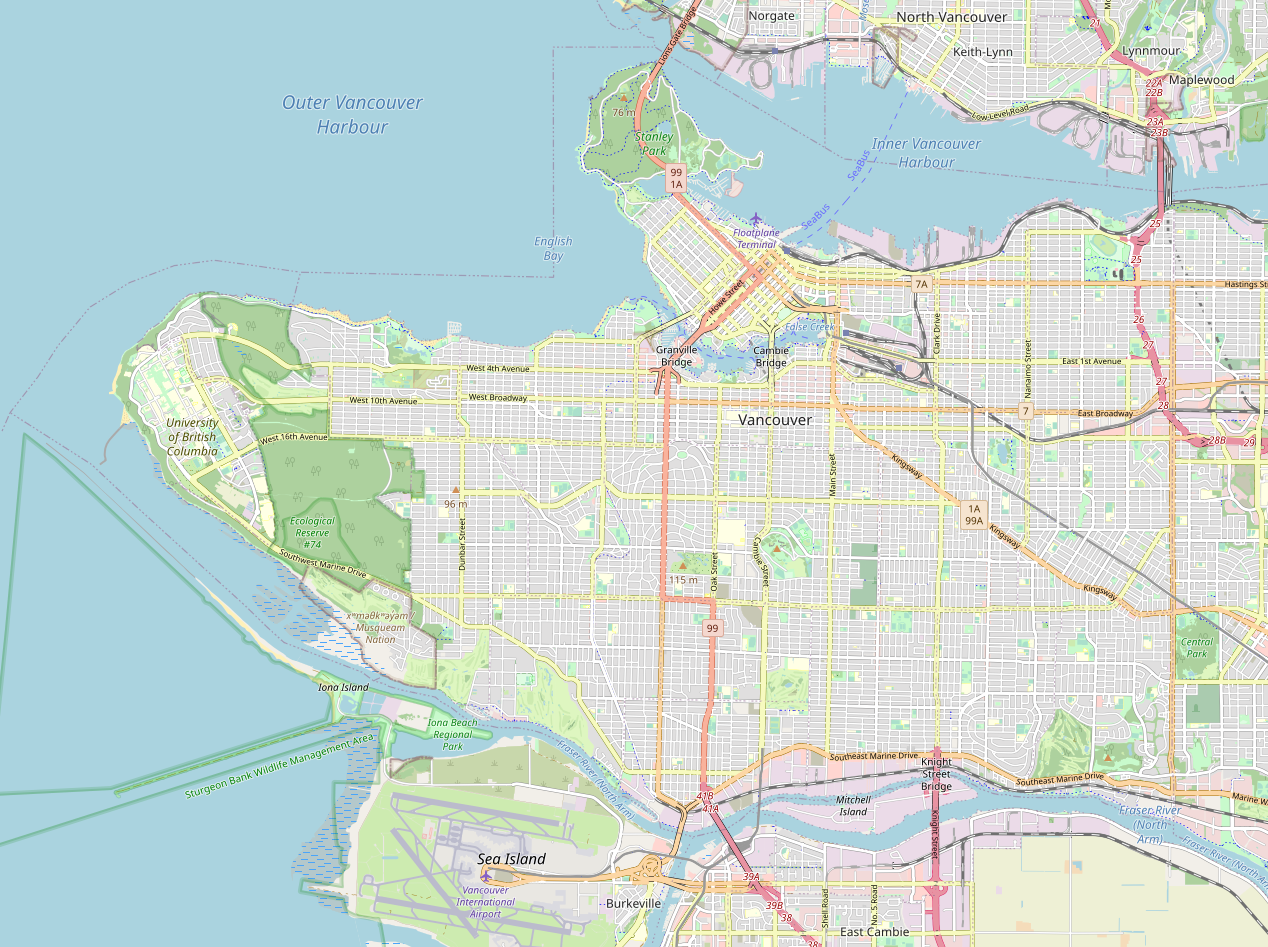 Norgate
North Vancouver
21
Keith-Lynn
Lynnmour
Lions Gate Bridge
Maplewood
22A
22B
Outer Vancouver
Harbour
76 m
Low Level Road
23A
23B
Stanley
Park
Inner Vancouver
Harbour
SeaBus
99
1A
SeaBus
25
Floatplane
Terminal
English
Bay
25
7A
Hastings St
Howe Street
26
False Creek
Clark Drive
27
Granville
Bridge
Cambie
Bridge
Nanaimo Street
East 1st Avenue
West 4th Avenue
27
West 10th Avenue
West Broadway
28
7
East Broadway
Vancouver
University
of British
Columbia
West 16th Avenue
28B
29
Kingsway
Main Street
96 m
1A
99A
Ecological
Reserve
#74
Dunbar Street
Kingsway
Southwest Marine Drive
Oak Street
Cambie Street
115 m
Kingsway
xʷməθkʷəy̓əm /
Musqueam
Nation
99
Central
Park
Iona Island
Iona Beach
Regional
Park
Sturgeon Bank Wildlife Management Area
Fraser River (North Arm)
Southeast Marine Drive
Knight
Street
Bridge
Southeast Marine Drive
41B
41A
Mitchell
Island
Marine W
Fraser River
(North
Arm)
Knight Street
Fraser River (North Ar
Sea Island
Vancouver
International
Airport
39A
Burkeville
39B
Shell Road
No. 5 Road
38
East Cambie
38